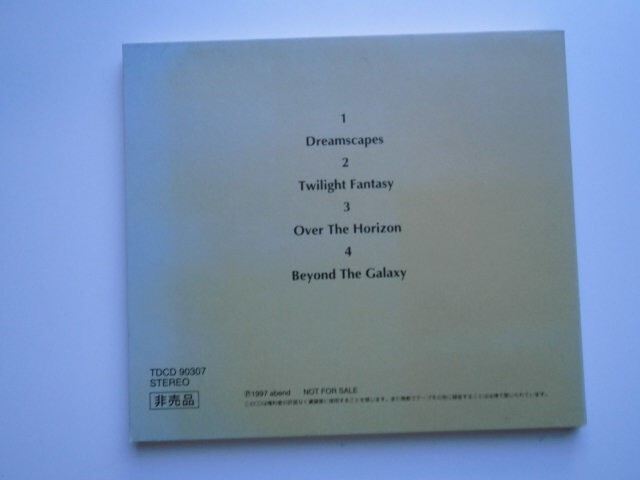 1
Dreamscapes
2
Twilight Fantasy
3
Over The Horizon
4
Beyond The Galaxy
TDCD 90307
STEREO
非売品
℗1997 abend NOT FOR SALE